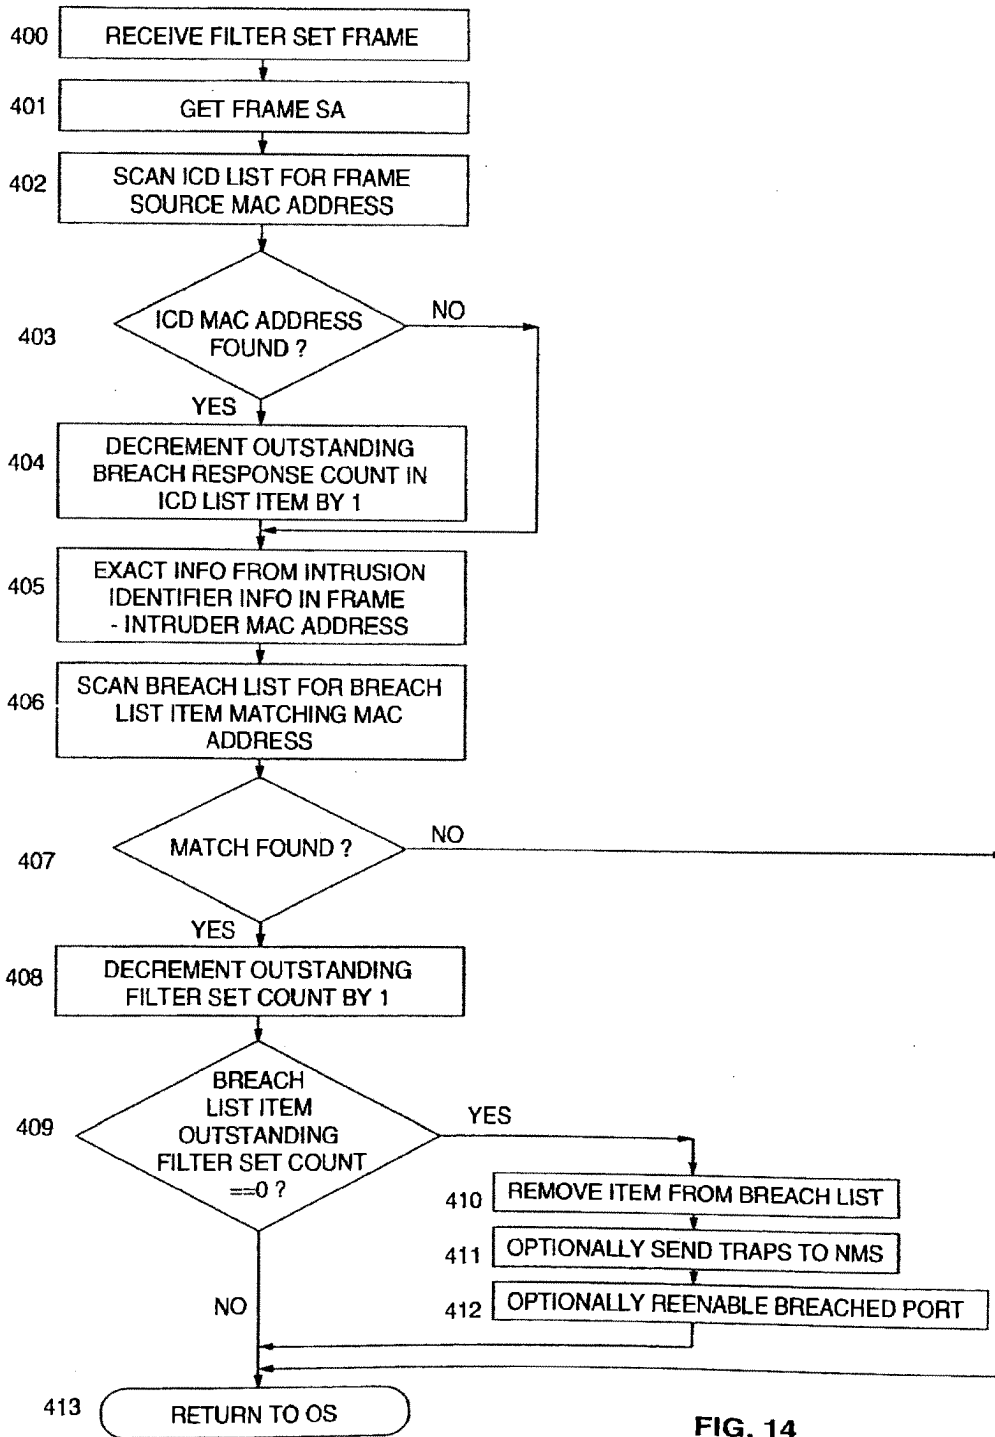 400
RECEIVE FILTER SET FRAME
401
GET FRAME SA
402
SCAN ICD LIST FOR FRAME
SOURCE MAC ADDRESS
403
ICD MAC ADDRESS
FOUND ?
NO
YES
404
DECREMENT OUTSTANDING
BREACH RESPONSE COUNT IN
ICD LIST ITEM BY 1
405
EXACT INFO FROM INTRUSION
IDENTIFIER INFO IN FRAME
- INTRUDER MAC ADDRESS
406
SCAN BREACH LIST FOR BREACH
LIST ITEM MATCHING MAC
ADDRESS
407
MATCH FOUND ?
NO
YES
408
DECREMENT OUTSTANDING
FILTER SET COUNT BY 1
409
BREACH
LIST ITEM
OUTSTANDING
FILTER SET COUNT
==0 ?
YES
410
REMOVE ITEM FROM BREACH LIST
411
OPTIONALLY SEND TRAPS TO NMS
412
OPTIONALLY REENABLE BREACHED PORT
NO
413
RETURN TO OS
FIG. 14